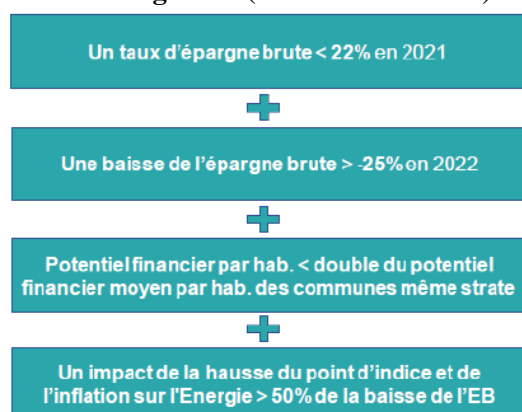 Un taux d'épargne brute < 22% en 2021
Une baisse de l'épargne brute > -25% en 2022
Potentiel financier par hab. < double du potentiel
financier moyen par hab. des communes même strate
Un impact de la hausse du point d'indice et de
l'inflation sur l'Energie > 50% de la baisse de l'EB